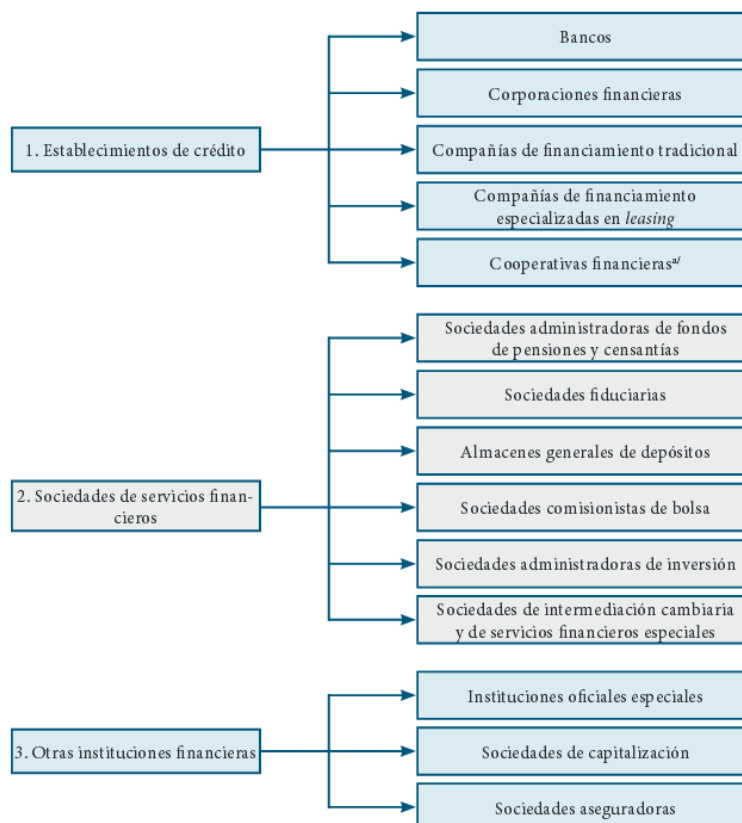 Bancos
Corporaciones financieras
1. Establecimientos de crédito
Compañías de financiamiento tradicional
Compañías de financiamiento
especializadas en leasing
Cooperativas financierasa/
Sociedades administradoras de fondos
de pensiones y censantías
Sociedades fiduciarias
Almacenes generales de depósitos
2. Sociedades de servicios finan-
cieros
Sociedades comisionistas de bolsa
Sociedades administradoras de inversión
Sociedades de intermediación cambiaria
y de servicios financieros especiales
Instituciones oficiales especiales
3. Otras instituciones financieras
Sociedades de capitalización
Sociedades aseguradoras